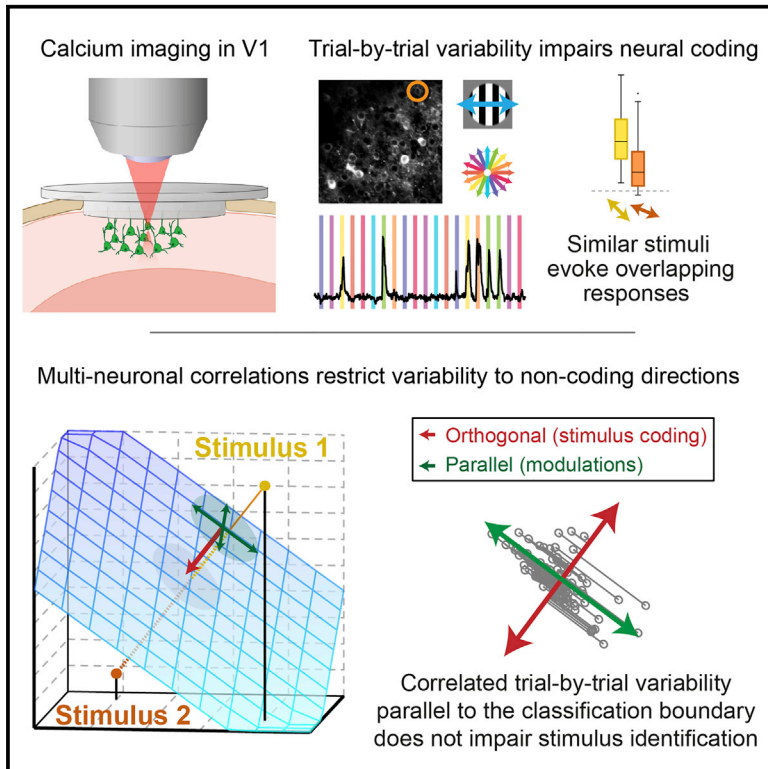 Calcium imaging in V1
Trial-by-trial variability impairs neural coding
Similar stimuli
evoke overlapping
responses
Multi-neuronal correlations restrict variability to non-coding directions
Stimulus 1
Stimulus 2
Orthogonal (stimulus coding)
Parallel (modulations)
Correlated trial-by-trial variability
parallel to the classification boundary
does not impair stimulus identification